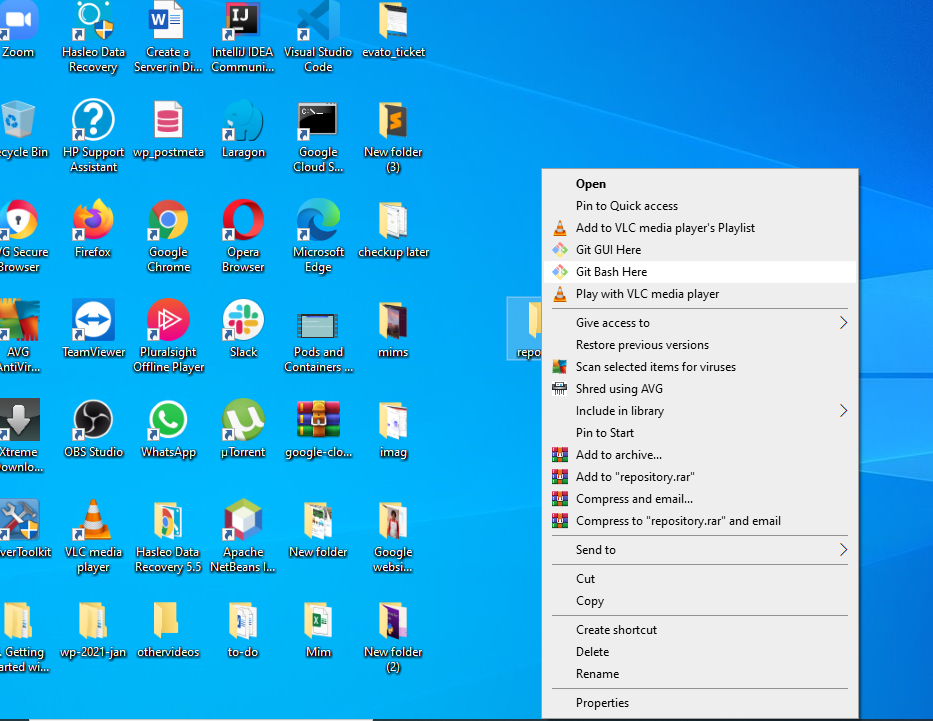 Zoom
Hasleo Data
Recovery
Create a
Server in Di...
IntelliJ IDEA
Communi...
Visual Studio
Code
evato_ticket
ecycle Bin
HP Support
Assistant
wp_postmeta
Laragon
C:\>_
Google
Cloud S...
New folder
(3)
VG Secure
Browser
Firefox
Google
Chrome
Opera
Browser
Microsoft
Edge
checkup later
AVG
AntiVir...
TeamViewer
Pluralsight
Offline Player
Slack
Pods and
Containers ...
mims
repo
Xtreme
Downlo...
OBS Studio
WhatsApp
µTorrent
google-clo...
imag
verToolkit
VLC media
player
Hasleo Data
Recovery 5.5
Apache
NetBeans I...
New folder
Google
websi...
. Getting
arted wi...
wp-2021-jan
othervideos
to-do
Mim
New folder
(2)
Open
Pin to Quick access
Add to VLC media player's Playlist
Git GUI Here
Git Bash Here
Play with VLC media player
Give access to
Restore previous versions
Scan selected items for viruses
Shred using AVG
Include in library
Pin to Start
Add to archive...
Add to "repository.rar"
Compress and email...
Compress to "repository.rar" and email
Send to
Cut
Copy
Create shortcut
Delete
Rename
Properties